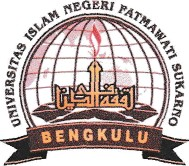 UNIVERSITAS ISLAM NEGERI FATMAWATI SUKARNO
BENGKULU